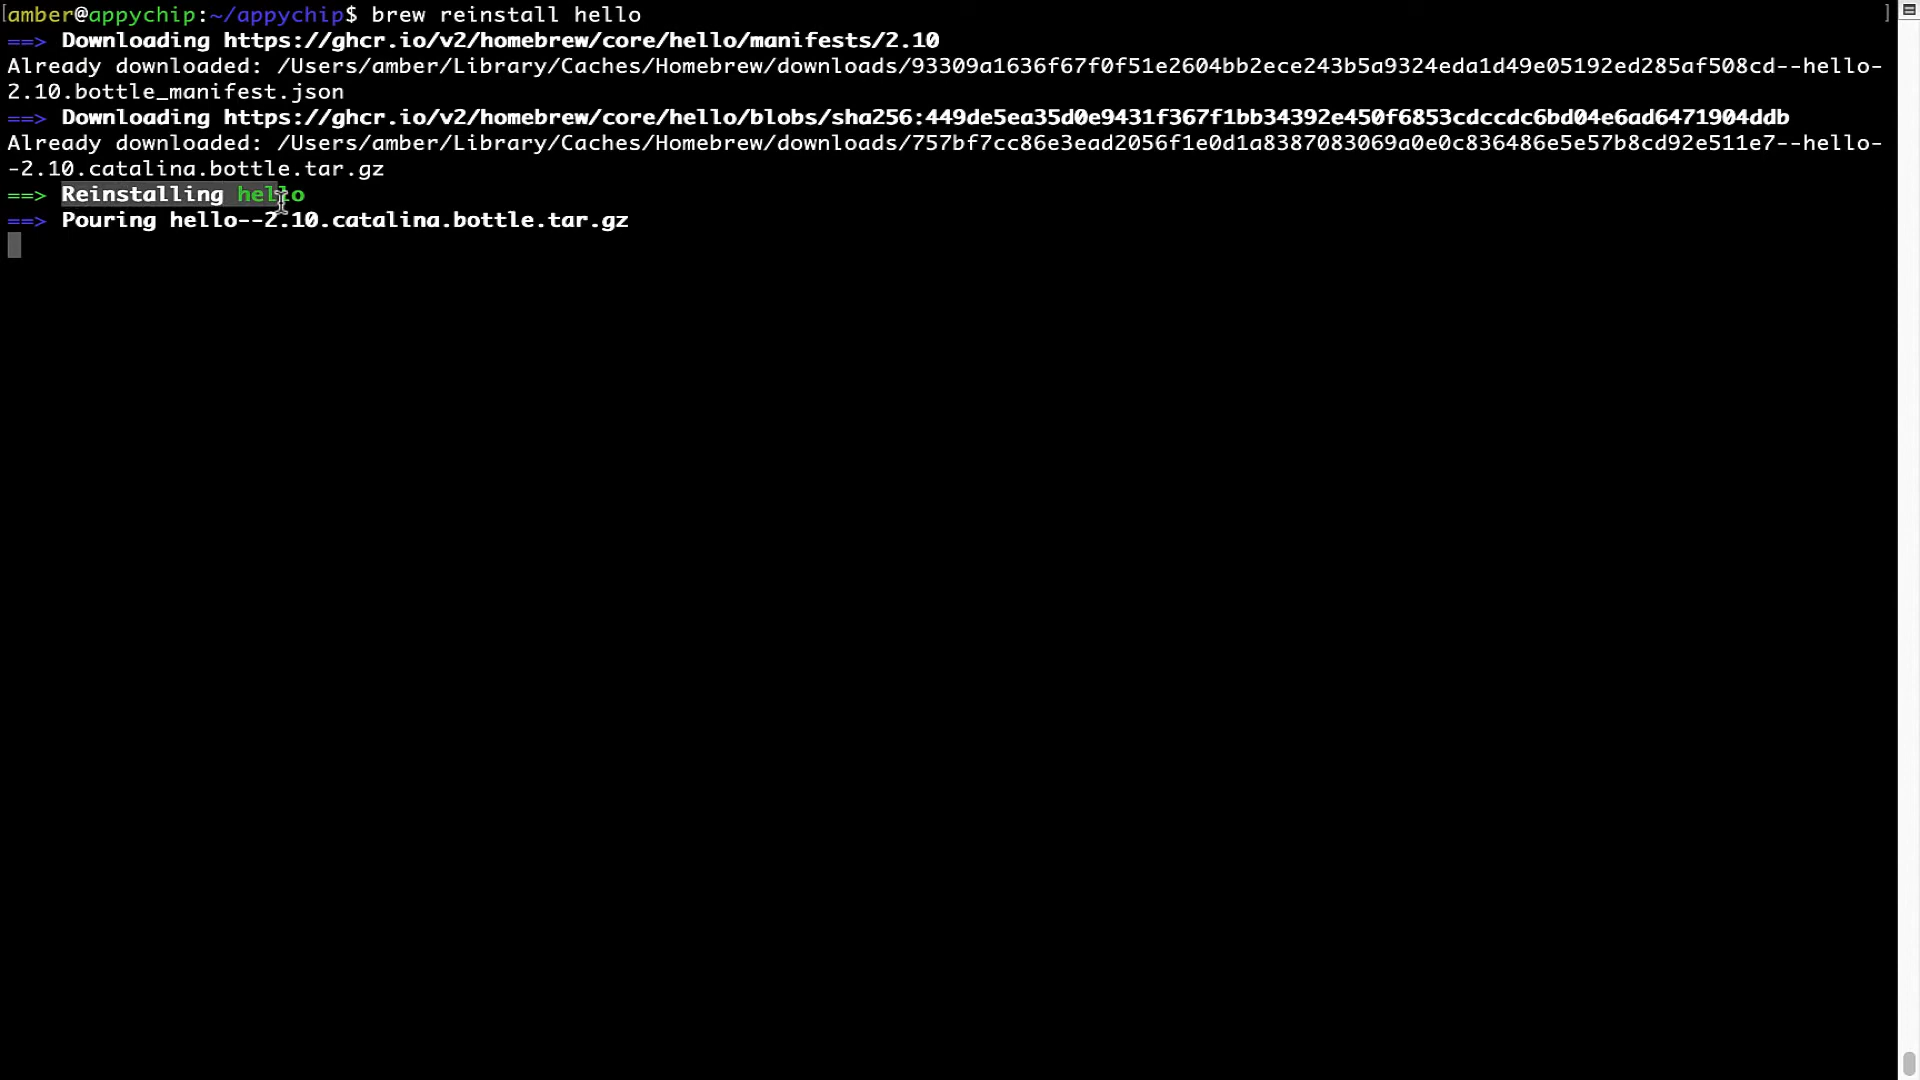 [amber@appychip:~/appychip$ brew reinstall hello ]
==> Downloading https://ghcr.io/v2/homebrew/core/hello/manifests/2.10
Already downloaded: /Users/amber/Library/Caches/Homebrew/downloads/93309a1636f67f0f51e2604bb2ece243b5a9324eda1d49e05192ed285af508cd--hello-
2.10.bottle_manifest.json
==> Downloading https://ghcr.io/v2/homebrew/core/hello/blobs/sha256:449de5ea35d0e9431f367f1bb34392e450f6853cdccdc6bd04e6ad6471904ddb
Already downloaded: /Users/amber/Library/Caches/Homebrew/downloads/757bf7cc86e3ead2056f1e0d1a8387083069a0e0c836486e5e57b8cd92e511e7--hello-
-2.10.catalina.bottle.tar.gz
==> Reinstalling hello
==> Pouring hello--2.10.catalina.bottle.tar.gz